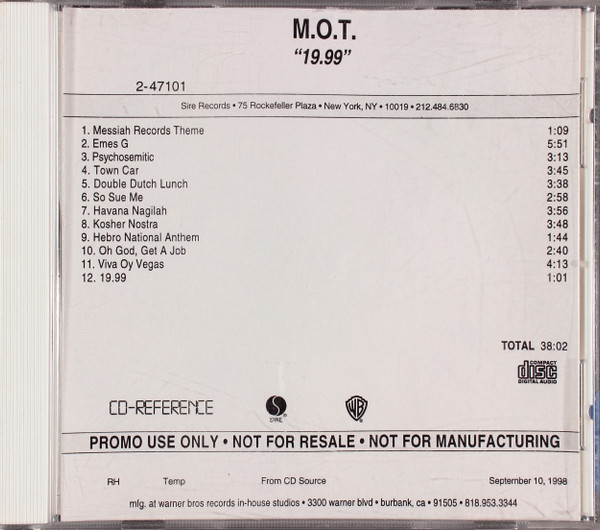 M.O.T.
“19.99”
2-47101
Sire Records • 75 Rockefeller Plaza • New York, NY • 10019 • 212.484.6830
1. Messiah Records Theme 1:09
2. Emes G 5:51
3. Psychosemitic 3:13
4. Town Car 3:45
5. Double Dutch Lunch 3:38
6. So Sue Me 2:58
7. Havana Nagilah 3:56
8. Kosher Nostra 3:48
9. Hebro National Anthem 1:44
10. Oh God, Get A Job 2:40
11. Viva Oy Vegas 4:13
12. 19.99 1:01
TOTAL 38:02
COMPACT
disc
DIGITAL AUDIO
CD-REFERENCE SIRE WB
PROMO USE ONLY • NOT FOR RESALE • NOT FOR MANUFACTURING
RH Temp From CD Source September 10, 1998
mfg. at warner bros records in-house studios • 3300 warner blvd • burbank, ca • 91505 • 818.953.3344